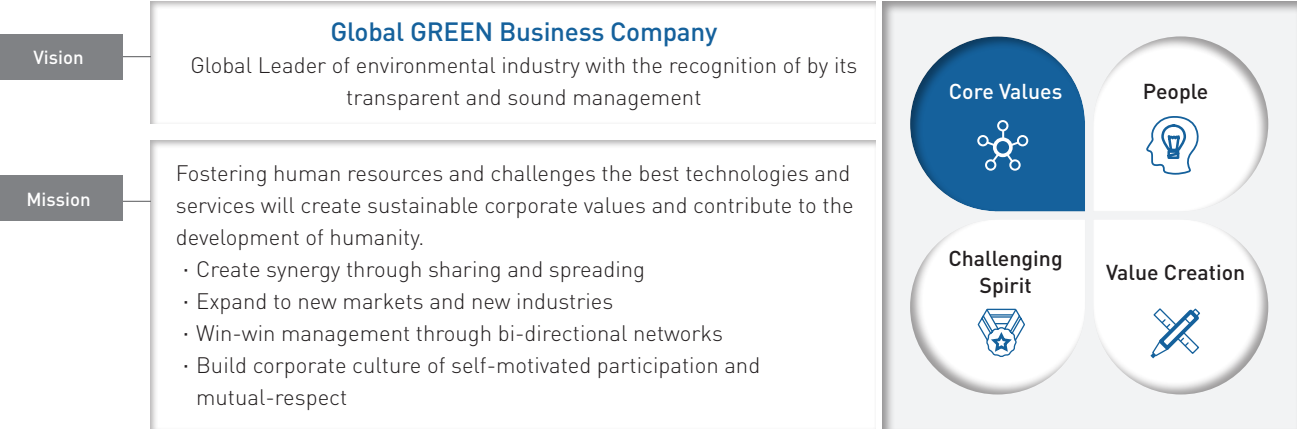 Vision
Global GREEN Business Company
Global Leader of environmental industry with the recognition of by its
transparent and sound management
Mission
Fostering human resources and challenges the best technologies and
services will create sustainable corporate values and contribute to the
development of humanity.
· Create synergy through sharing and spreading
· Expand to new markets and new industries
· Win-win management through bi-directional networks
· Build corporate culture of self-motivated participation and
mutual-respect
Core Values
People
Challenging
Spirit
Value Creation